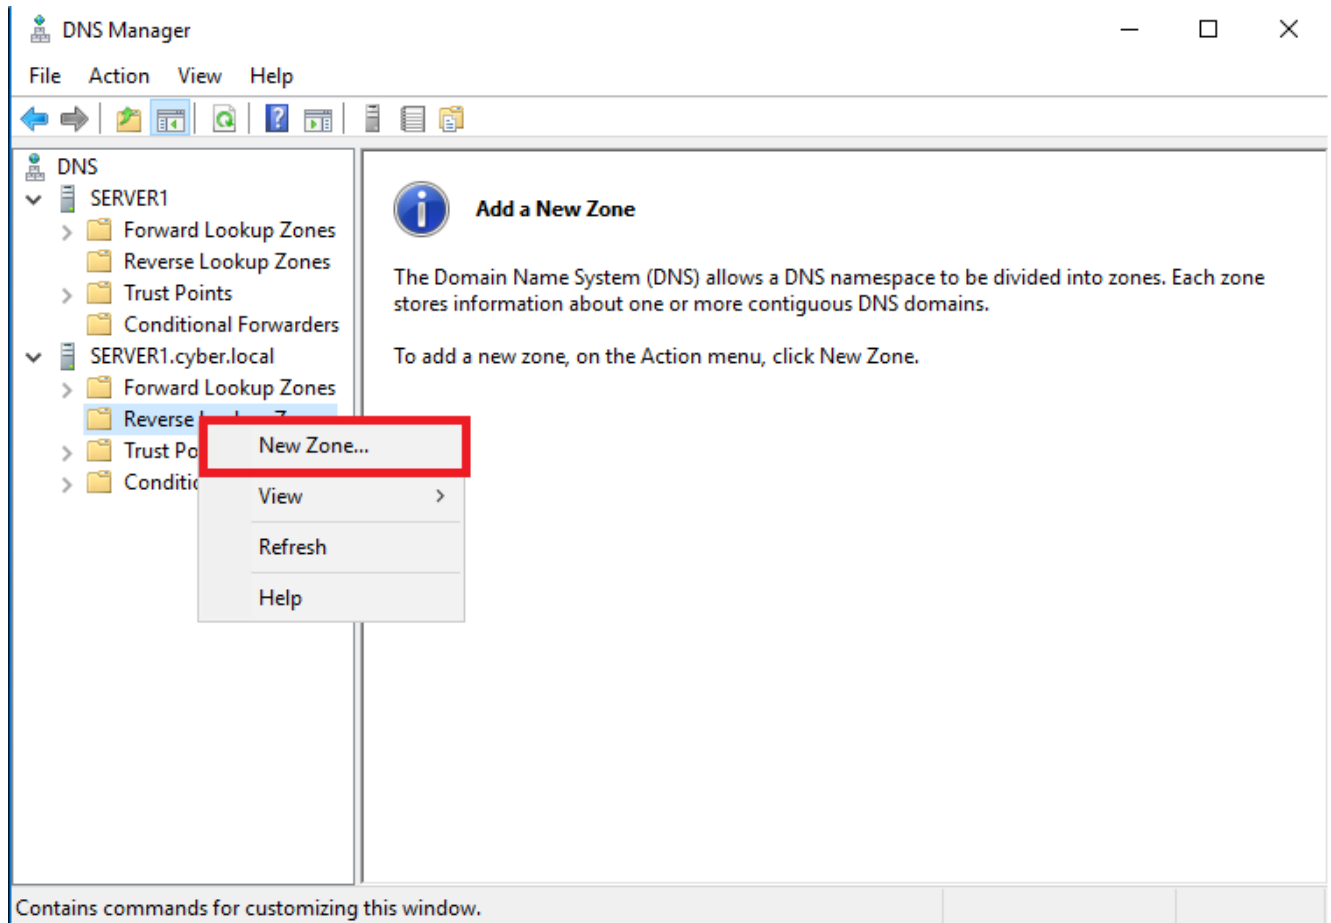 DNS Manager
File Action View Help
DNS
SERVER1
Forward Lookup Zones
Reverse Lookup Zones
Trust Points
Conditional Forwarders
SERVER1.cyber.local
Forward Lookup Zones
Reverse
Trust
New Zone...
View
Refresh
Help
Add a New Zone
The Domain Name System (DNS) allows a DNS namespace to be divided into zones. Each zone
stores information about one or more contiguous DNS domains.
To add a new zone, on the Action menu, click New Zone.
Contains commands for customizing this window.